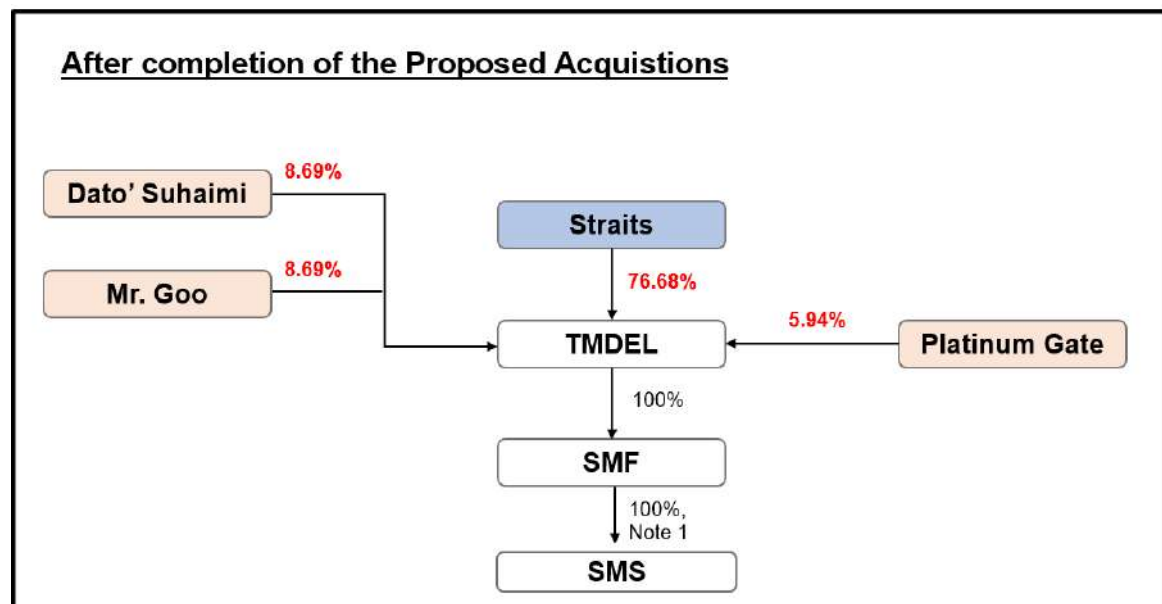 After completion of the Proposed Acquistions
8.69%
Dato' Suhaimi
Straits
8.69%
76.68%
Mr. Goo
5.94%
TMDEL
Platinum Gate
100%
SMF
100%,
Note 1
SMS